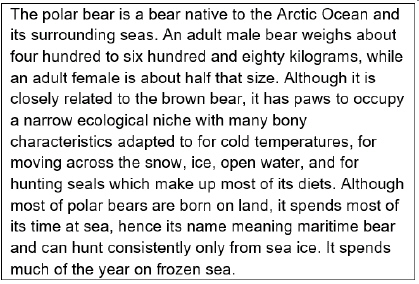 The polar bear is a bear native to the Arctic Ocean and
its surrounding seas. An adult male bear weighs about
four hundred to six hundred and eighty kilograms, while
an adult female is about half that size. Although it is
closely related to the brown bear, it has paws to occupy
a narrow ecological niche with many bony
characteristics adapted to for cold temperatures, for
moving across the snow, ice, open water, and for
hunting seals which make up most of its diets. Although
most of polar bears are born on land, it spends most of
its time at sea, hence its name meaning maritime bear
and can hunt consistently only from sea ice. It spends
much of the year on frozen sea.